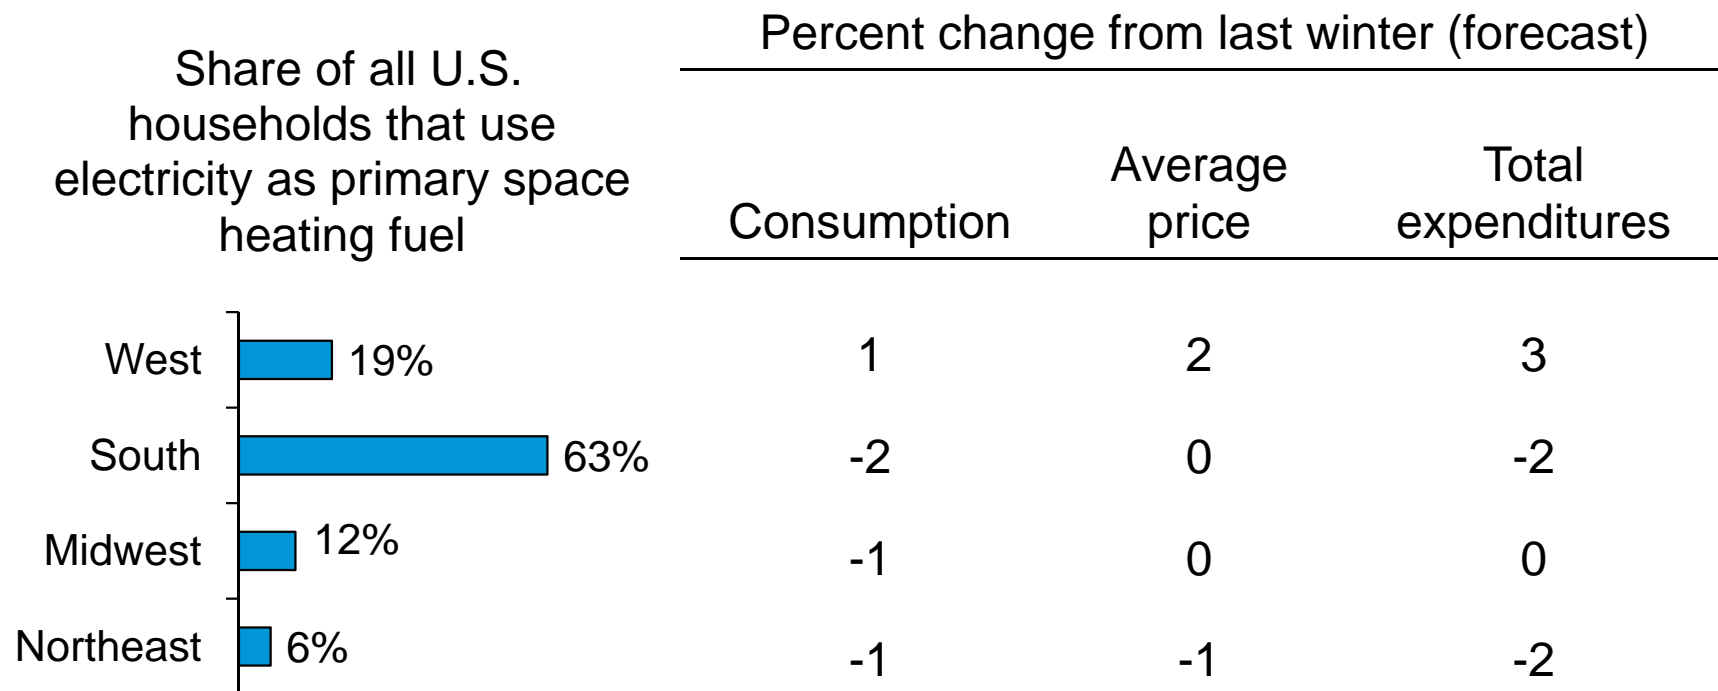 Share of all U.S.
households that use
electricity as primary space
heating fuel
Percent change from last winter (forecast)
Consumption
Average
price
Total
expenditures
West 19% 1 2 3
South 63% -2 0 -2
Midwest 12% -1 0 0
Northeast 6% -1 -1 -2